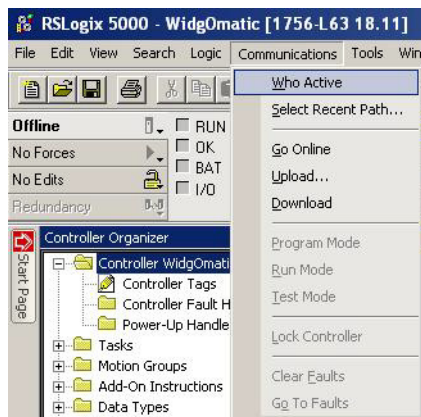 RSLogix 5000 - WidgOmatic [1756-L63 18.11]
File Edit View Search Logic Communications Tools
Who Active
Select Recent Path...
Go Online
Upload...
Download
Program Mode
Run Mode
Test Mode
Lock Controller
Clear Faults
Go To Faults
Offline
No Forces
No Edits
Redundancy
RUN
OK
BAT
I/O
Start Page
Controller Organizer
Controller WidgOmati
Controller Tags
Controller Fault H
Power-Up Handle
Tasks
Motion Groups
Add-On Instructions
Data Types